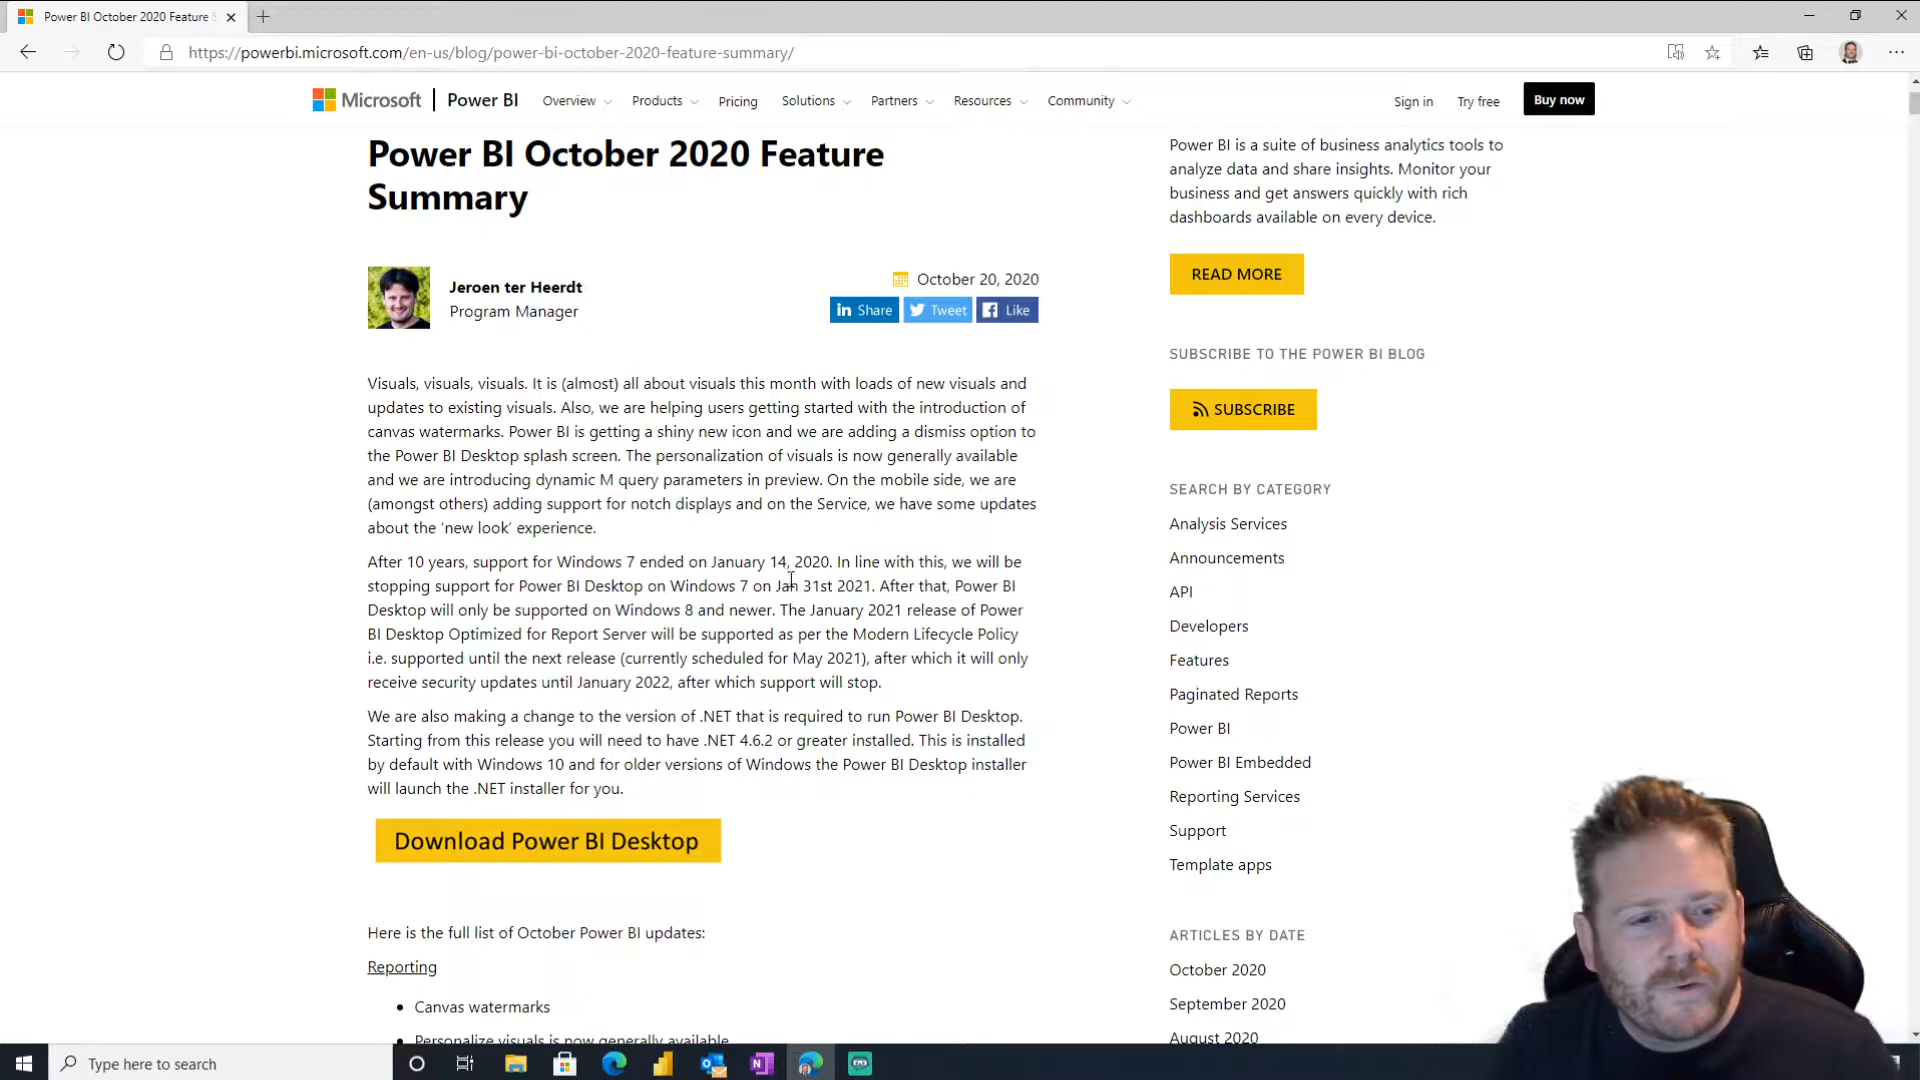 Power BI October 2020 Feature S
https://powerbi.microsoft.com/en-us/blog/power-bi-october-2020-feature-summary/
Microsoft | Power BI Overview Products Pricing Solutions Partners Resources Community Sign in Try free Buy now
Power BI October 2020 Feature
Summary
Jeroen ter Heerdt
Program Manager
October 20, 2020
in Share Tweet Like
Visuals, visuals, visuals. It is (almost) all about visuals this month with loads of new visuals and
updates to existing visuals. Also, we are helping users getting started with the introduction of
canvas watermarks. Power BI is getting a shiny new icon and we are adding a dismiss option to
the Power BI Desktop splash screen. The personalization of visuals is now generally available
and we are introducing dynamic M query parameters in preview. On the mobile side, we are
(amongst others) adding support for notch displays and on the Service, we have some updates
about the ‘new look’ experience.
After 10 years, support for Windows 7 ended on January 14, 2020. In line with this, we will be
stopping support for Power BI Desktop on Windows 7 on Jan 31st 2021. After that, Power BI
Desktop will only be supported on Windows 8 and newer. The January 2021 release of Power
BI Desktop Optimized for Report Server will be supported as per the Modern Lifecycle Policy
i.e. supported until the next release (currently scheduled for May 2021), after which it will only
receive security updates until January 2022, after which support will stop.
We are also making a change to the version of .NET that is required to run Power BI Desktop.
Starting from this release you will need to have .NET 4.6.2 or greater installed. This is installed
by default with Windows 10 and for older versions of Windows the Power BI Desktop installer
will launch the .NET installer for you.
Download Power BI Desktop
Here is the full list of October Power BI updates:
Reporting
• Canvas watermarks
• Personalize visuals is now generally available
Power BI is a suite of business analytics tools to
analyze data and share insights. Monitor your
business and get answers quickly with rich
dashboards available on every device.
READ MORE
SUBSCRIBE TO THE POWER BI BLOG
SUBSCRIBE
SEARCH BY CATEGORY
Analysis Services
Announcements
API
Developers
Features
Paginated Reports
Power BI
Power BI Embedded
Reporting Services
Support
Template apps
ARTICLES BY DATE
October 2020
September 2020
August 2020
Type here to search